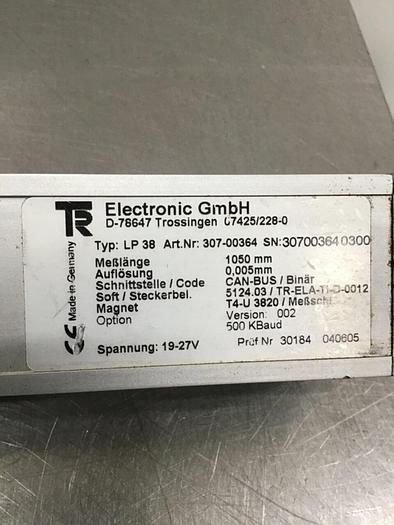 TR Electronic GmbH
D-78647 Trossingen 07425/228-0
Typ: LP 38 Art.Nr: 307-00364 SN:307003640300
Meßlänge 1050 mm
Auflösung 0,005mm
Schnittstelle / Code CAN-BUS / Binär
Soft / Steckerbel. 5124.03 / TR-ELA-TI-D-0012
Magnet T4-U 3820 / Meßschl.
Option Version: 002
500 KBaud
Spannung: 19-27V Prüf Nr 30184 040605
Made in Germany
CE